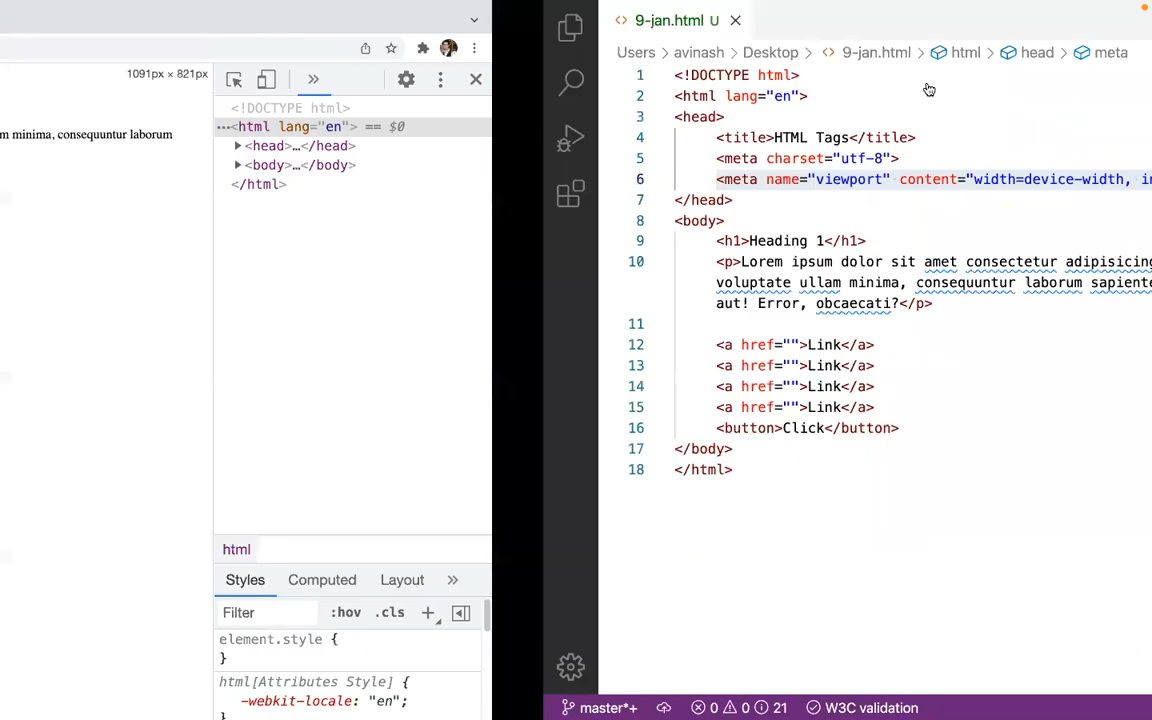 1091px × 821px
m minima, consequuntur laborum
<!DOCTYPE html>
···<html lang="en"> == $0
<head>…</head>
<body>…</body>
</html>
html
Styles Computed Layout
Filter :hov .cls
element.style {
}
html[Attributes Style] {
-webkit-locale: "en";
}
9-jan.html U
Users > avinash > Desktop > 9-jan.html > html > head > meta
1 <!DOCTYPE html>
2 <html lang="en">
3 <head>
4 <title>HTML Tags</title>
5 <meta charset="utf-8">
6 <meta name="viewport" content="width=device-width, in
7 </head>
8 <body>
9 <h1>Heading 1</h1>
10 <p>Lorem ipsum dolor sit amet consectetur adipisicing
voluptate ullam minima, consequuntur laborum sapiente
aut! Error, obcaecati?</p>
11
12 <a href="">Link</a>
13 <a href="">Link</a>
14 <a href="">Link</a>
15 <a href="">Link</a>
16 <button>Click</button>
17 </body>
18 </html>
master*+ 0 0 21 W3C validation